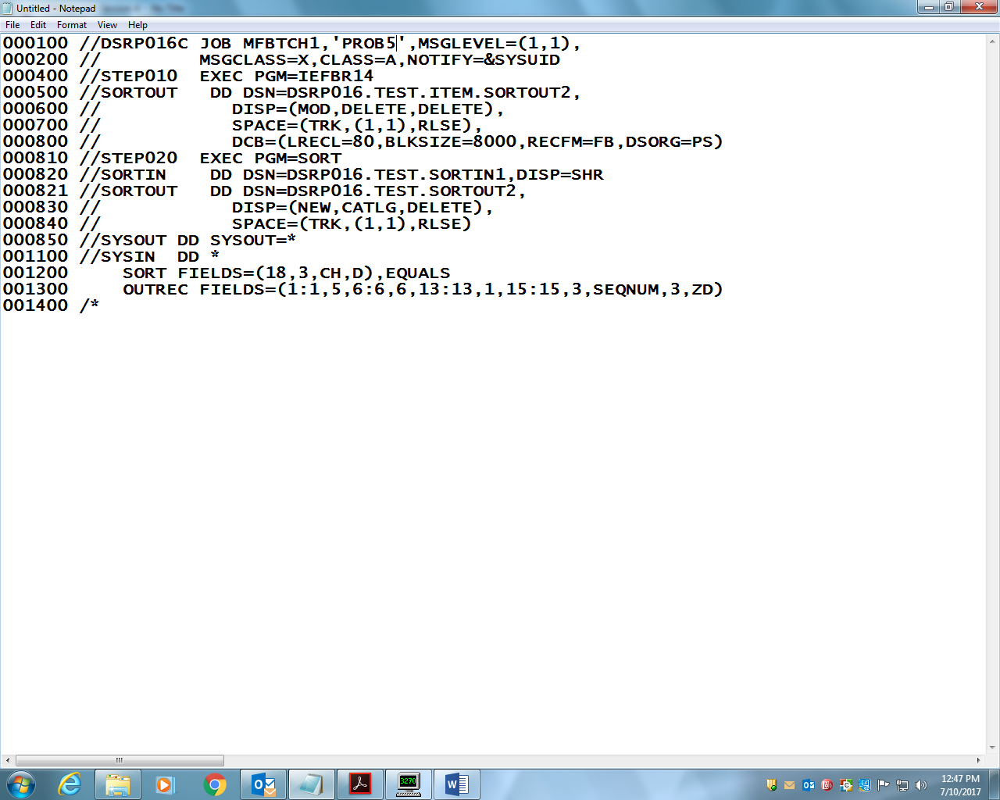 Untitled - Notepad
File Edit Format View Help
000100 //DSRP016C JOB MFBTCH1,'PROB5',MSGLEVEL=(1,1),
000200 //         MSGCLASS=X,CLASS=A,NOTIFY=&SYSUID
000400 //STEP010  EXEC PGM=IEFBR14
000500 //SORTOUT   DD DSN=DSRP016.TEST.ITEM.SORTOUT2,
000600 //            DISP=(MOD,DELETE,DELETE),
000700 //            SPACE=(TRK,(1,1),RLSE),
000800 //            DCB=(LRECL=80,BLKSIZE=8000,RECFM=FB,DSORG=PS)
000810 //STEP020  EXEC PGM=SORT
000820 //SORTIN    DD DSN=DSRP016.TEST.SORTIN1,DISP=SHR
000821 //SORTOUT   DD DSN=DSRP016.TEST.SORTOUT2,
000830 //            DISP=(NEW,CATLG,DELETE),
000840 //            SPACE=(TRK,(1,1),RLSE)
000850 //SYSOUT DD SYSOUT=*
001100 //SYSIN  DD *
001200     SORT FIELDS=(18,3,CH,D),EQUALS
001300     OUTREC FIELDS=(1:1,5,6:6,6,13:13,1,15:15,3,SEQNUM,3,ZD)
001400 /*
3270
12:47 PM
7/10/2017